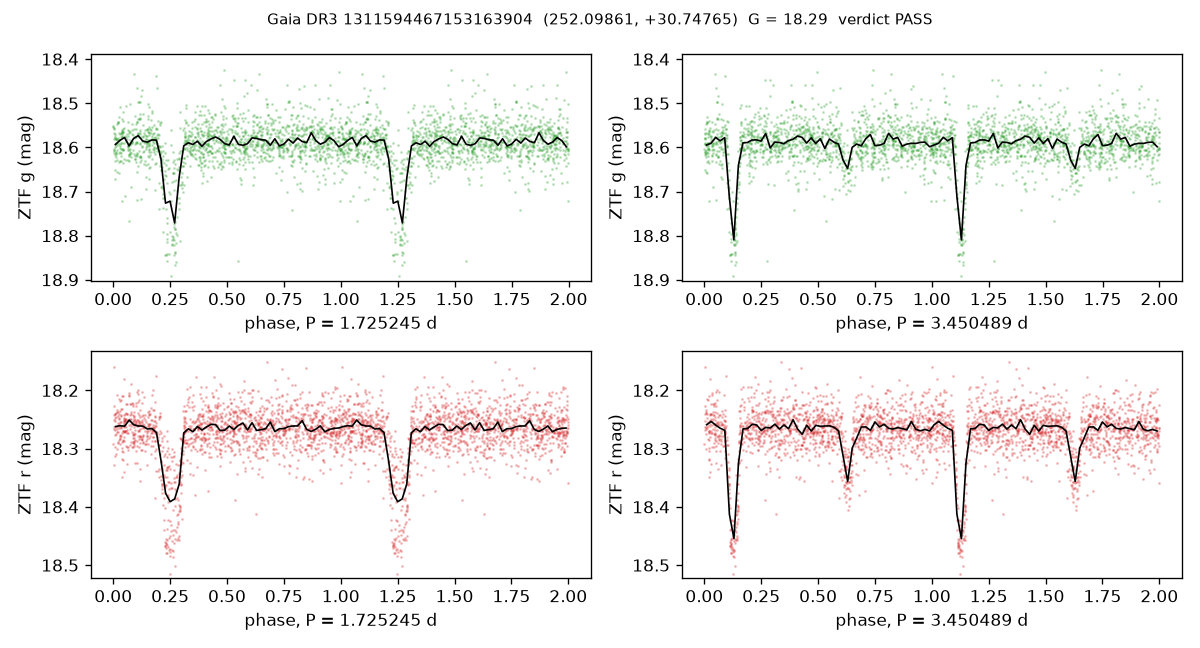 Gaia DR3 1311594467153163904  (252.09861, +30.74765)  G = 18.29  verdict PASS
ZTF g (mag)
18.4
18.5
18.6
18.7
18.8
18.9
0.00 0.25 0.50 0.75 1.00 1.25 1.50 1.75 2.00
phase, P = 1.725245 d
ZTF g (mag)
18.4
18.5
18.6
18.7
18.8
18.9
0.00 0.25 0.50 0.75 1.00 1.25 1.50 1.75 2.00
phase, P = 3.450489 d
ZTF r (mag)
18.2
18.3
18.4
18.5
0.00 0.25 0.50 0.75 1.00 1.25 1.50 1.75 2.00
phase, P = 1.725245 d
ZTF r (mag)
18.2
18.3
18.4
18.5
0.00 0.25 0.50 0.75 1.00 1.25 1.50 1.75 2.00
phase, P = 3.450489 d